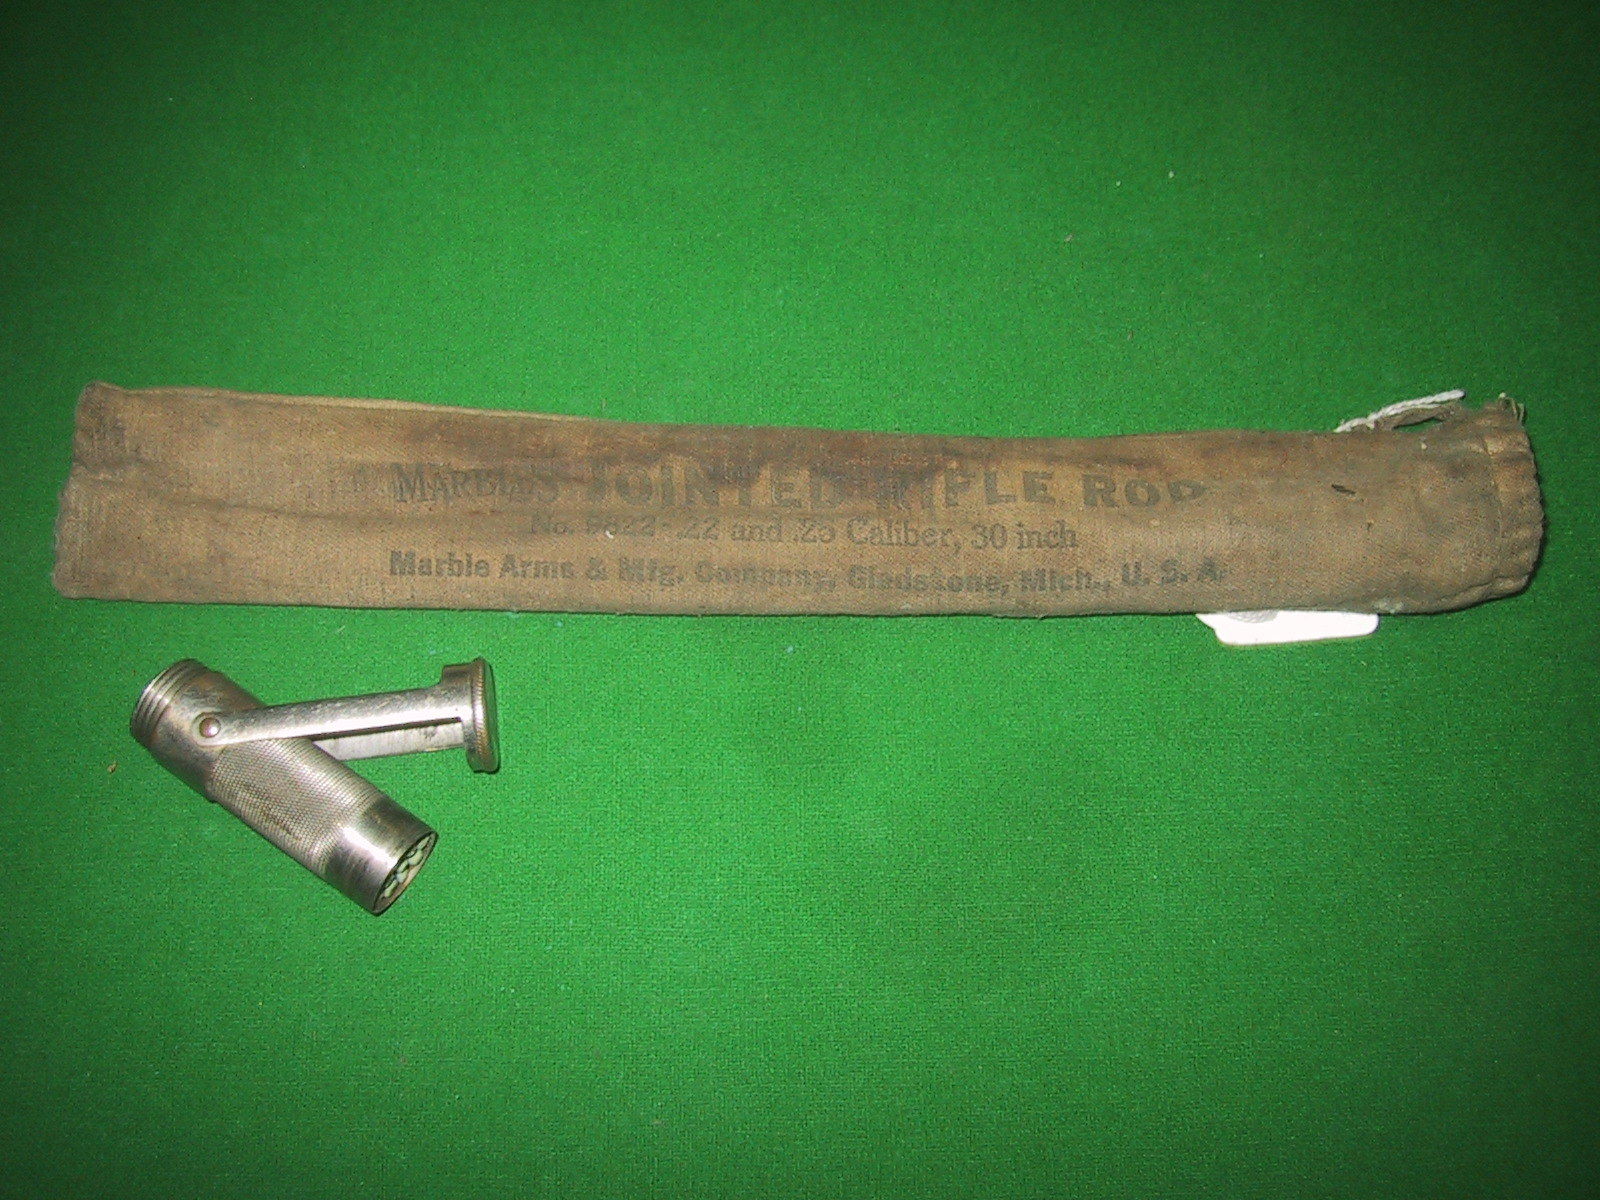 MARBLE'S JOINTED RIFLE ROD
No. 9822 .22 and .25 Caliber, 30 inch
Marble Arms & Mfg. Company, Gladstone, Mich., U. S. A.